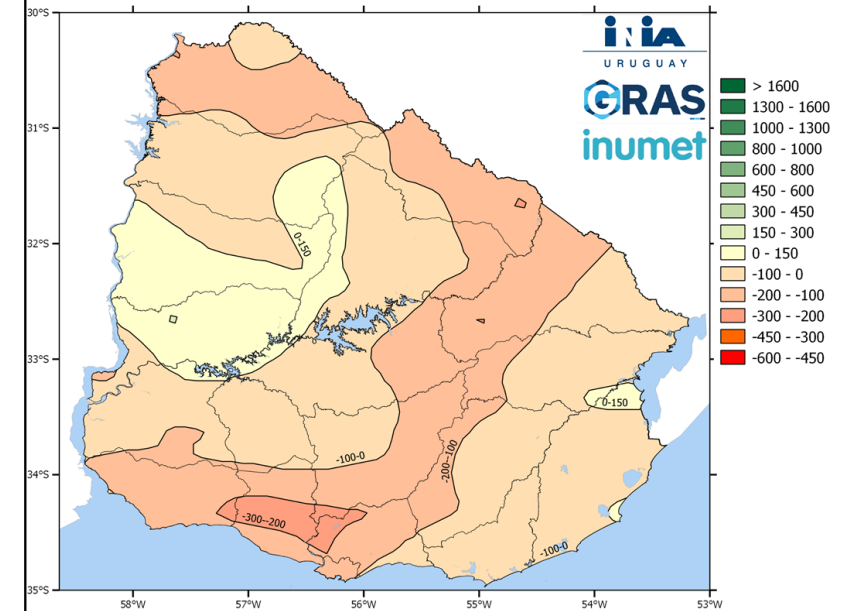 30°S
31°S
32°S
33°S
34°S
35°S
58°W
57°W
56°W
55°W
54°W
53°W
INIA
URUGUAY
GRAS
inumet
> 1600
1300 - 1600
1000 - 1300
800 - 1000
600 - 800
450 - 600
300 - 450
150 - 300
0 - 150
-100 - 0
-200 - -100
-300 - -200
-450 - -300
-600 - -450
0-150
0-150
-100-0
-200--100
-300--200
-100-0